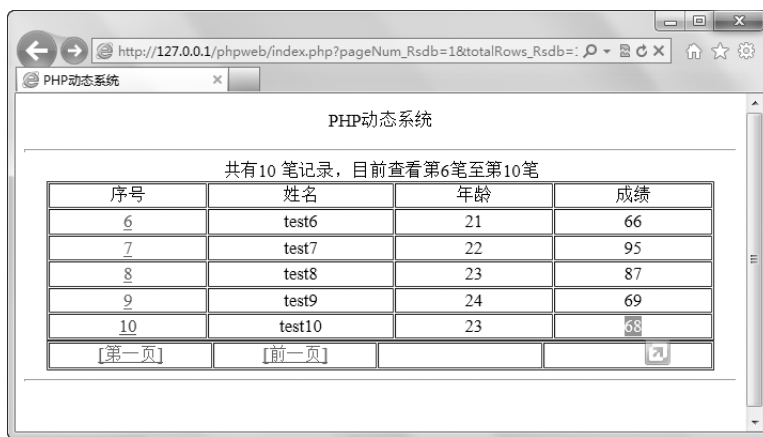 http://127.0.0.1/phpweb/index.php?pageNum_Rsdb=1&totalRows_Rsdb=
PHP动态系统
PHP动态系统
共有10 笔记录，目前查看第6笔至第10笔
序号 姓名 年龄 成绩
6 test6 21 66
7 test7 22 95
8 test8 23 87
9 test9 24 69
10 test10 23 68
[第一页] [前一页]